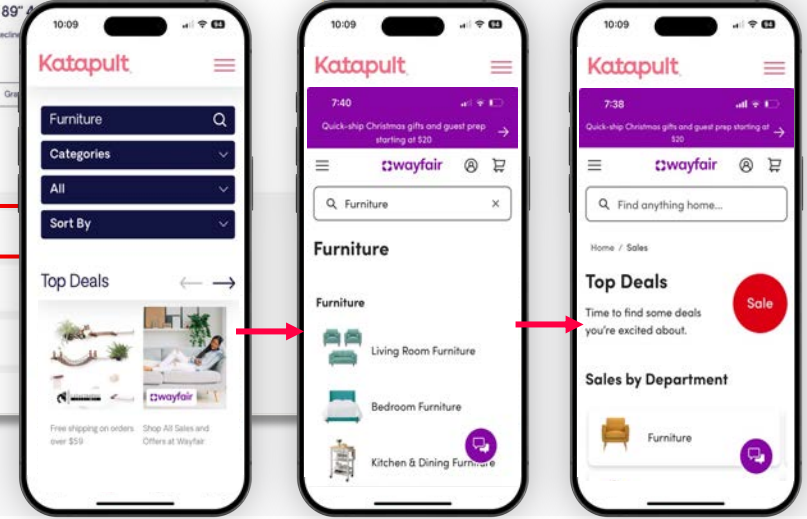 89"
10:09
84
Katapult
Furniture
Categories
All
Sort By
Top Deals
wayfair
Free shipping on orders
over $59
Shop All Sales and
Offers at Wayfair
10:09
84
Katapult
7:40
Quick-ship Christmas gifts and guest prep
starting at $20
wayfair
Furniture
Furniture
Furniture
Living Room Furniture
Bedroom Furniture
Kitchen & Dining Furniture
10:09
84
Katapult
7:38
Quick-ship Christmas gifts and guest prep starting at
$20
wayfair
Find anything home...
Home / Sales
Top Deals
Time to find some deals
you're excited about.
Sale
Sales by Department
Furniture